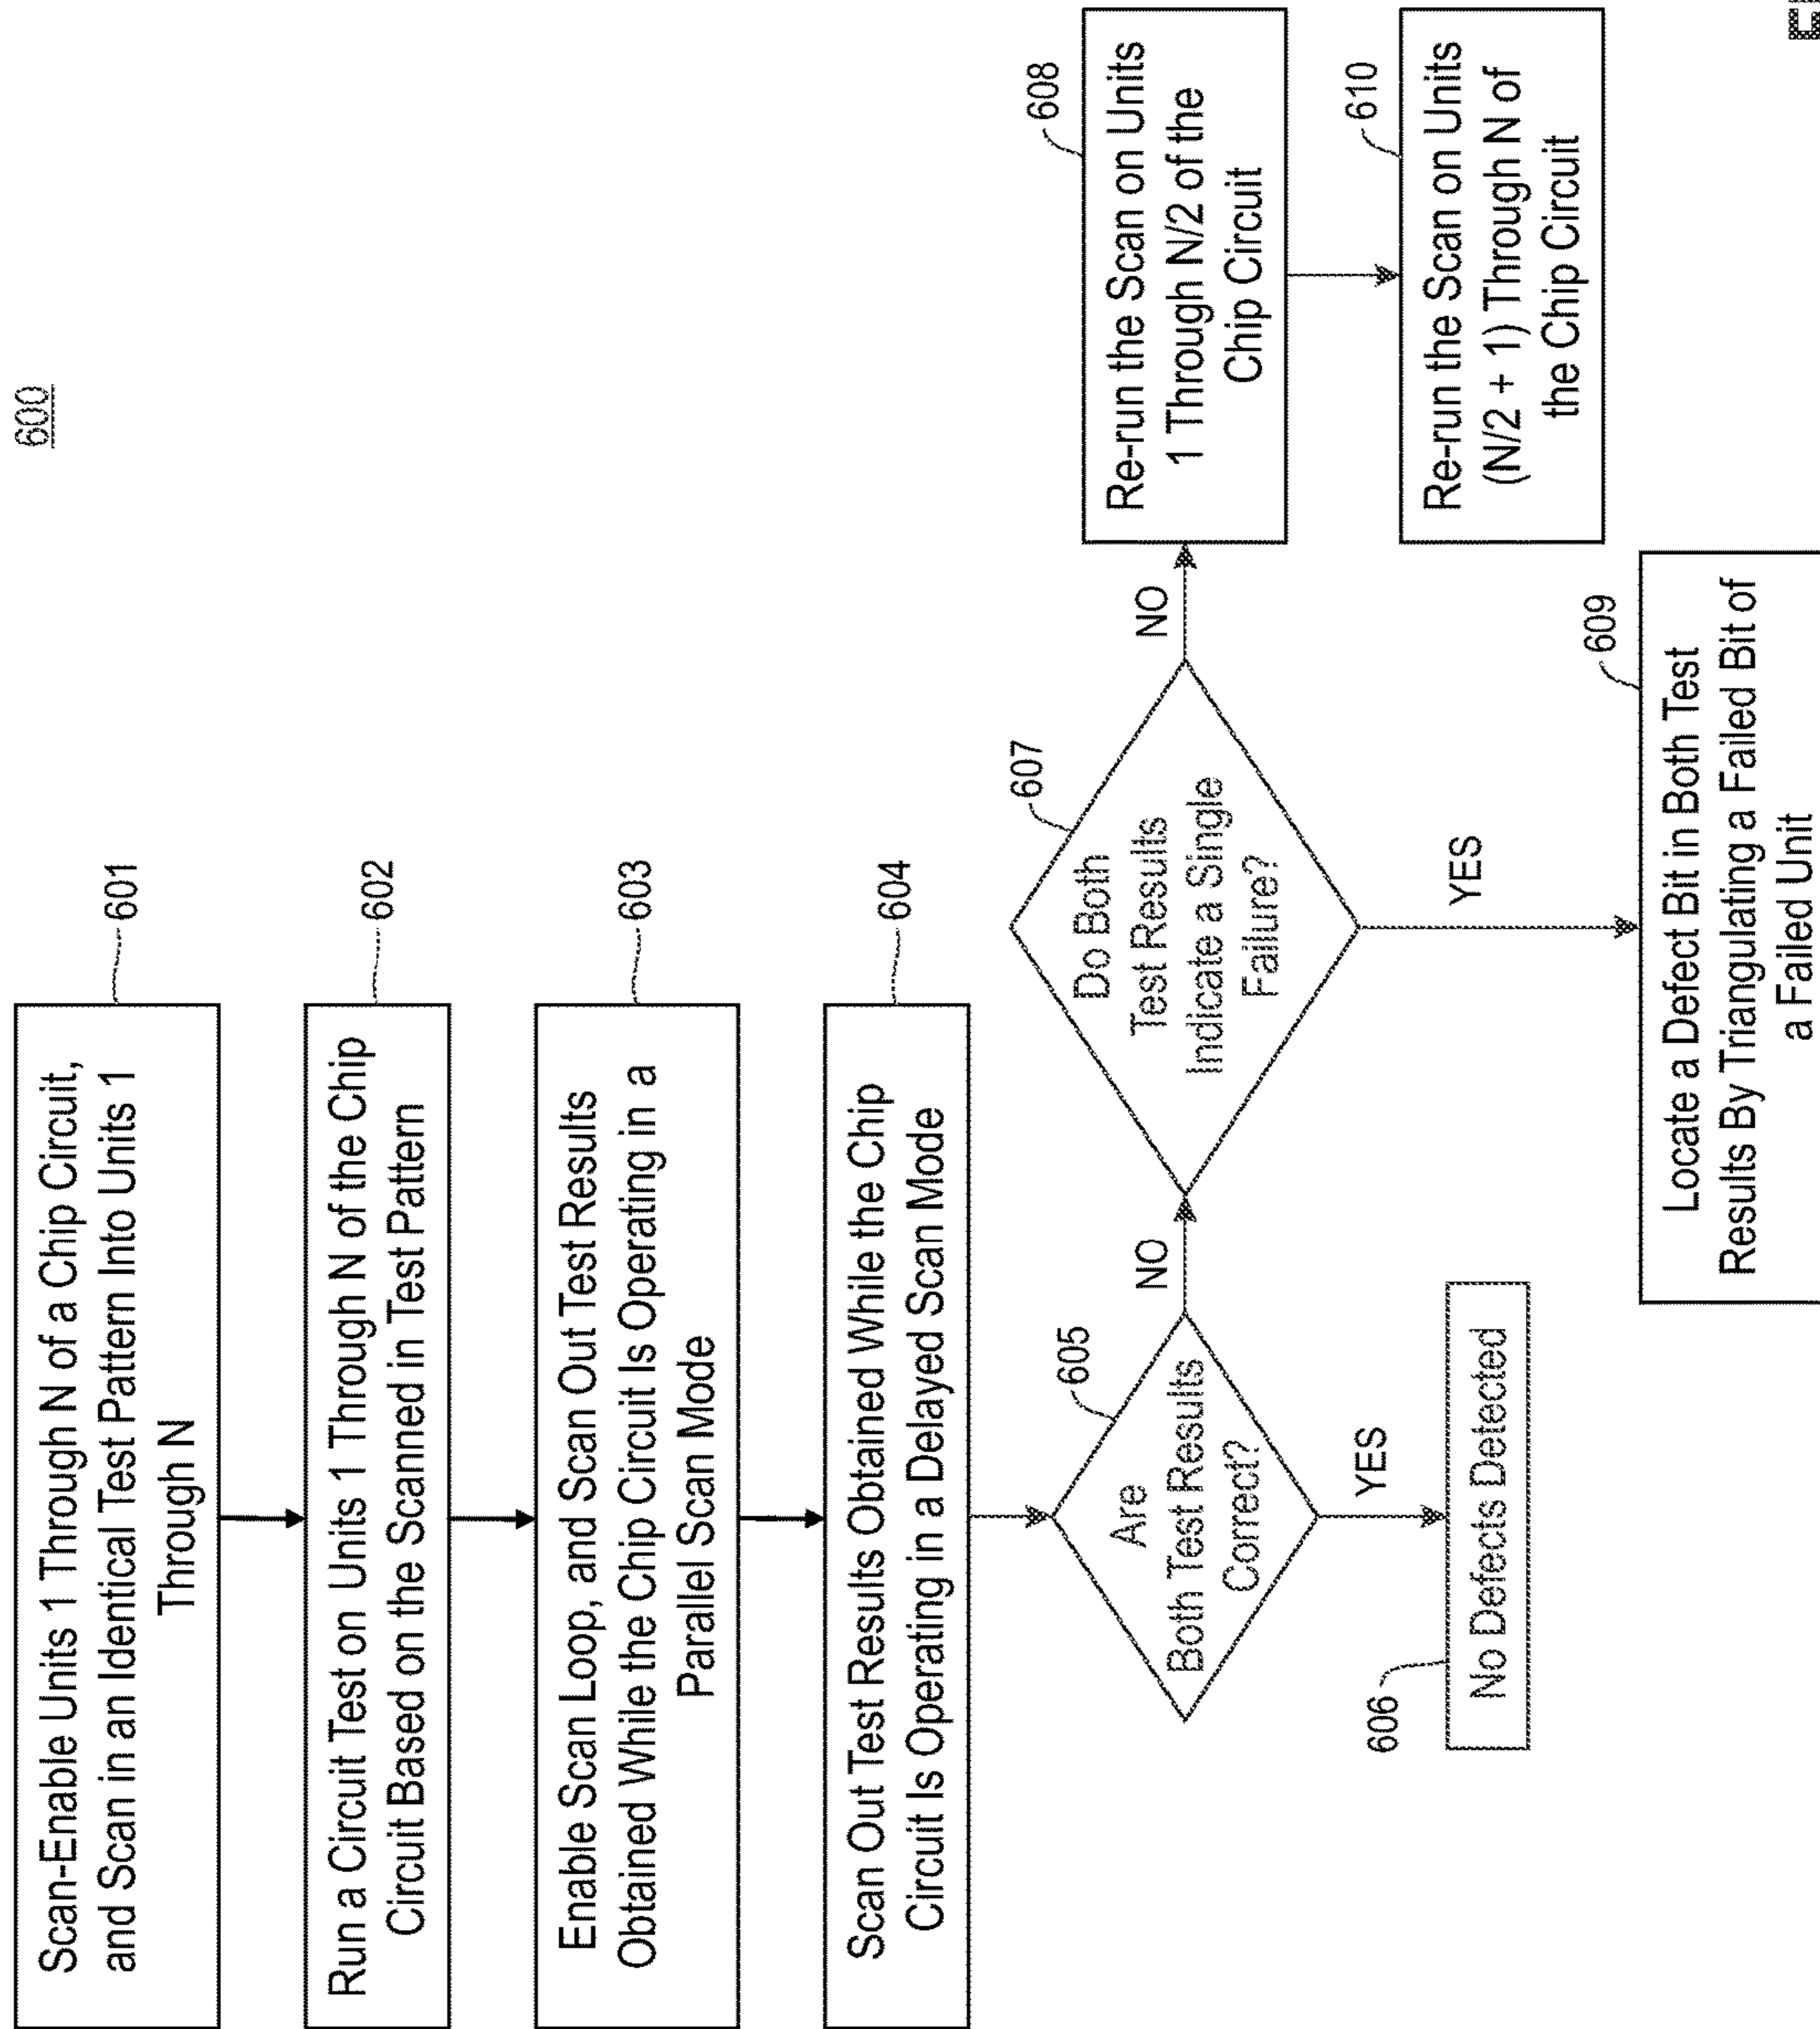 600
Scan-Enable Units 1 Through N of a Chip Circuit,
and Scan in an Identical Test Pattern Into Units 1
Through N
601
Run a Circuit Test on Units 1 Through N of the Chip
Circuit Based on the Scanned in Test Pattern
602
Enable Scan Loop, and Scan Out Test Results
Obtained While the Chip Circuit Is Operating in a
Parallel Scan Mode
603
Scan Out Test Results Obtained While the Chip
Circuit Is Operating in a Delayed Scan Mode
604
Are
Both Test Results
Correct?
605
YES
NO
606
No Defects Detected
Do Both
Test Results
Indicate a Single
Failure?
607
NO
YES
Re-run the Scan on Units
1 Through N/2 of the
Chip Circuit
608
Re-run the Scan on Units
(N/2 + 1) Through N of
the Chip Circuit
610
Locate a Defect Bit in Both Test
Results By Triangulating a Failed Bit of
a Failed Unit
609